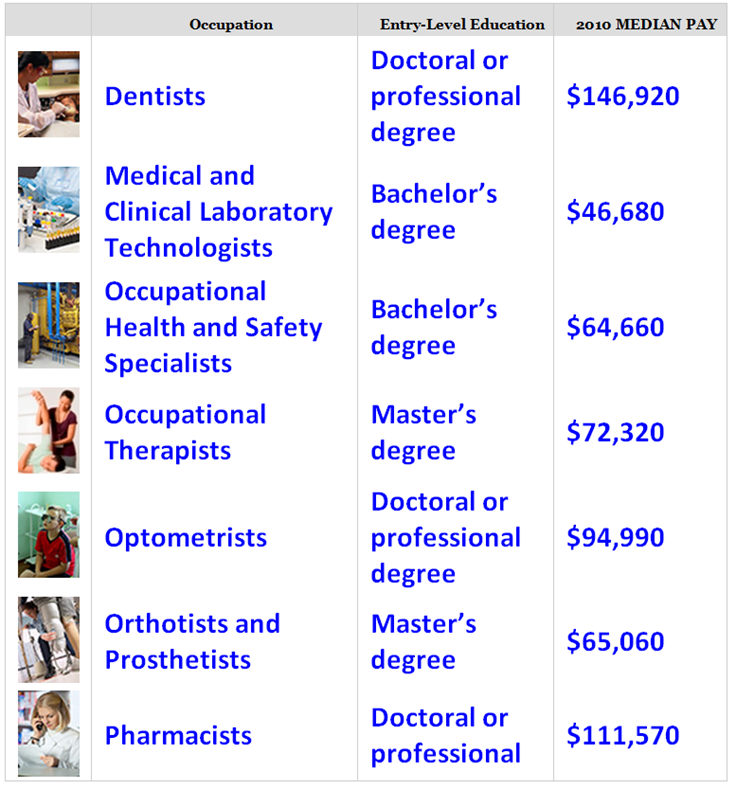 Occupation Entry-Level Education 2010 MEDIAN PAY
Dentists
Doctoral or
professional
degree
$146,920
Medical and
Clinical Laboratory
Technologists
Bachelor’s
degree
$46,680
Occupational
Health and Safety
Specialists
Bachelor’s
degree
$64,660
Occupational
Therapists
Master’s
degree
$72,320
Optometrists
Doctoral or
professional
degree
$94,990
Orthotists and
Prosthetists
Master’s
degree
$65,060
Pharmacists
Doctoral or
professional
$111,570